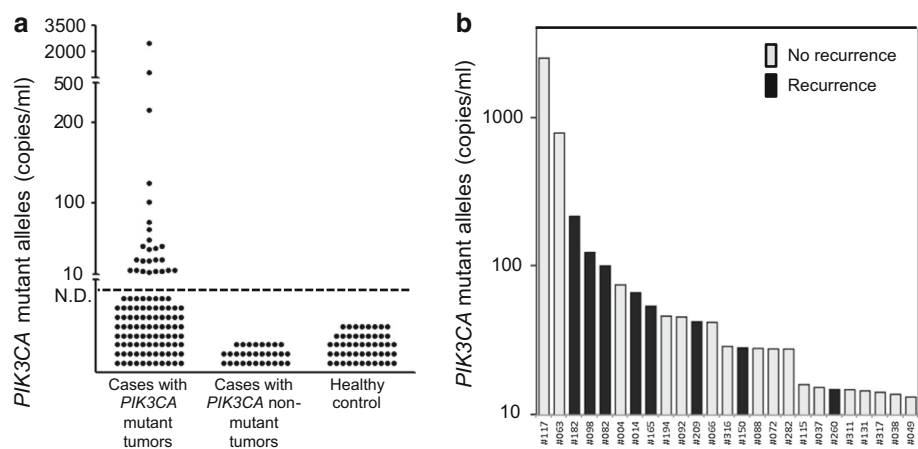 a
PIK3CA mutant alleles (copies/ml)
3500
2000
500
200
100
10
N.D.
Cases with
PIK3CA
mutant
tumors
Cases with
PIK3CA non-
mutant
tumors
Healthy
control
b
PIK3CA mutant alleles (copies/ml)
1000
100
10
No recurrence
Recurrence
#117
#063
#182
#098
#082
#004
#014
#165
#194
#092
#209
#066
#316
#150
#088
#072
#282
#115
#037
#260
#311
#131
#317
#038
#049